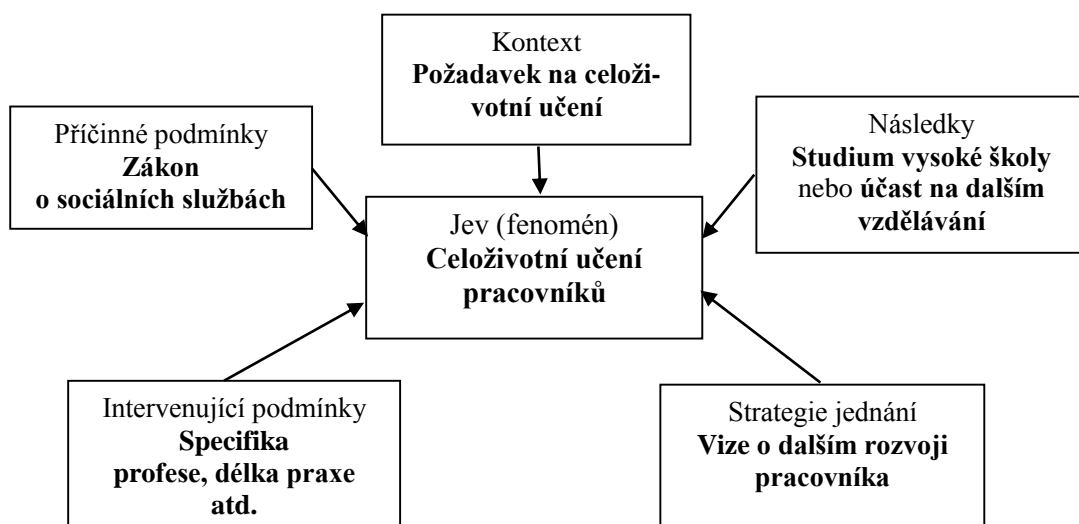 Kontext
Požadavek na celoži-
votní učení
Příčinné podmínky
Zákon
o sociálních službách
Následky
Studium vysoké školy
nebo účast na dalším
vzdělávání
Jev (fenomén)
Celoživotní učení
pracovníků
Intervenující podmínky
Specifika
profese, délka praxe
atd.
Strategie jednání
Vize o dalším rozvoji
pracovníka